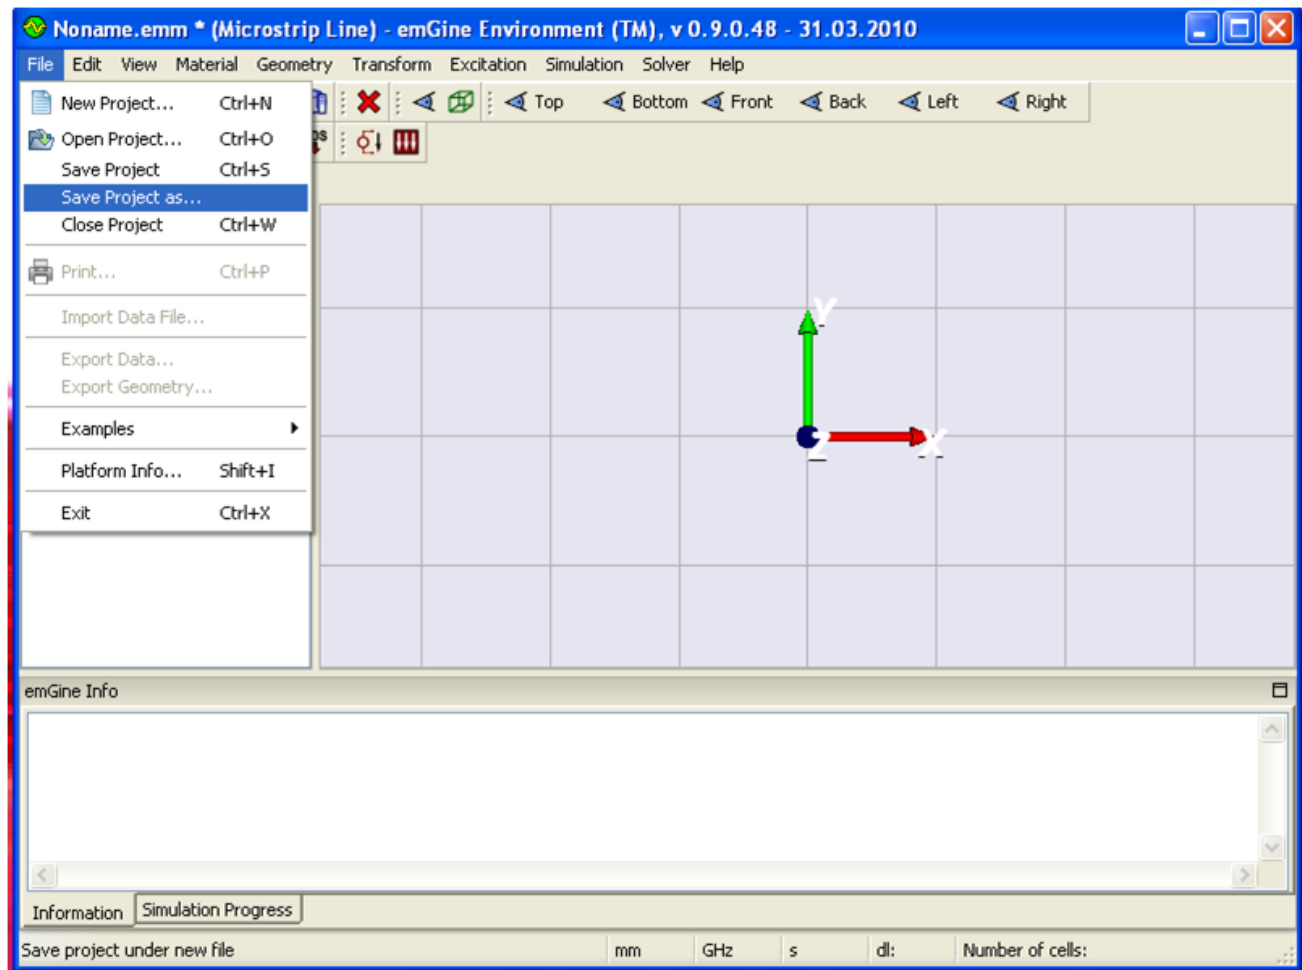 Noname.emm * (Microstrip Line) - emGine Environment (TM), v 0.9.0.48 - 31.03.2010
File Edit View Material Geometry Transform Excitation Simulation Solver Help
New Project... Ctrl+N
Top Bottom Front Back Left Right
Open Project... Ctrl+O
Save Project Ctrl+S
Save Project as...
Close Project Ctrl+W
Print... Ctrl+P
Import Data File...
Export Data...
Export Geometry...
Examples
Platform Info... Shift+I
Exit Ctrl+X
Y
Z X
emGine Info
Information Simulation Progress
Save project under new file mm GHz s dl: Number of cells: